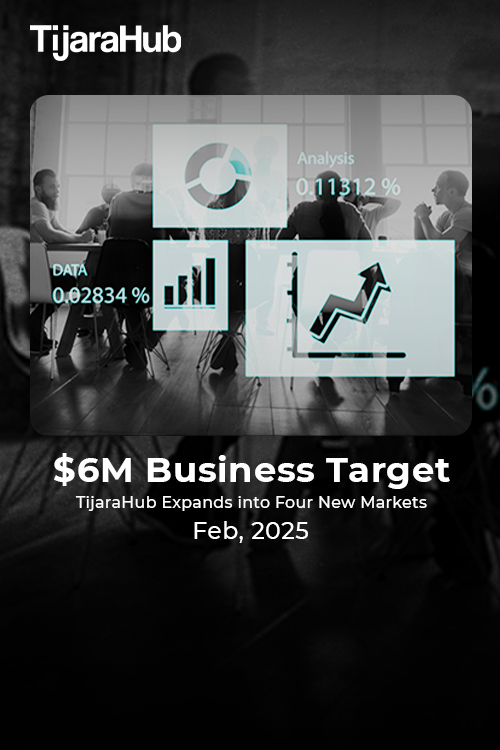 TijaraHub
Analysis
0.11312 %
DATA
0.02834 %
%
$6M Business Target
TijaraHub Expands into Four New Markets
Feb, 2025